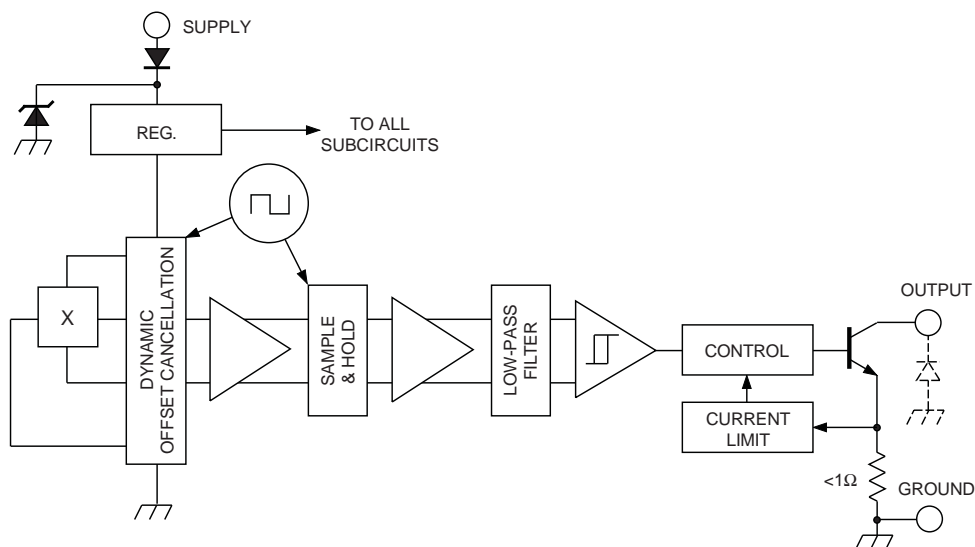 SUPPLY
REG.
TO ALL
SUBCIRCUITS
X
DYNAMIC
OFFSET CANCELLATION
SAMPLE
& HOLD
LOW-PASS
FILTER
CONTROL
CURRENT
LIMIT
OUTPUT
<1Ω
GROUND